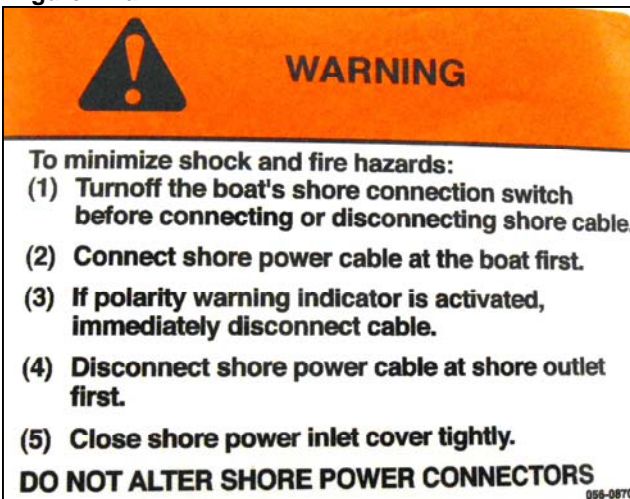 WARNING
To minimize shock and fire hazards:
(1) Turnoff the boat's shore connection switch
before connecting or disconnecting shore cable.
(2) Connect shore power cable at the boat first.
(3) If polarity warning indicator is activated,
immediately disconnect cable.
(4) Disconnect shore power cable at shore outlet
first.
(5) Close shore power inlet cover tightly.
DO NOT ALTER SHORE POWER CONNECTORS